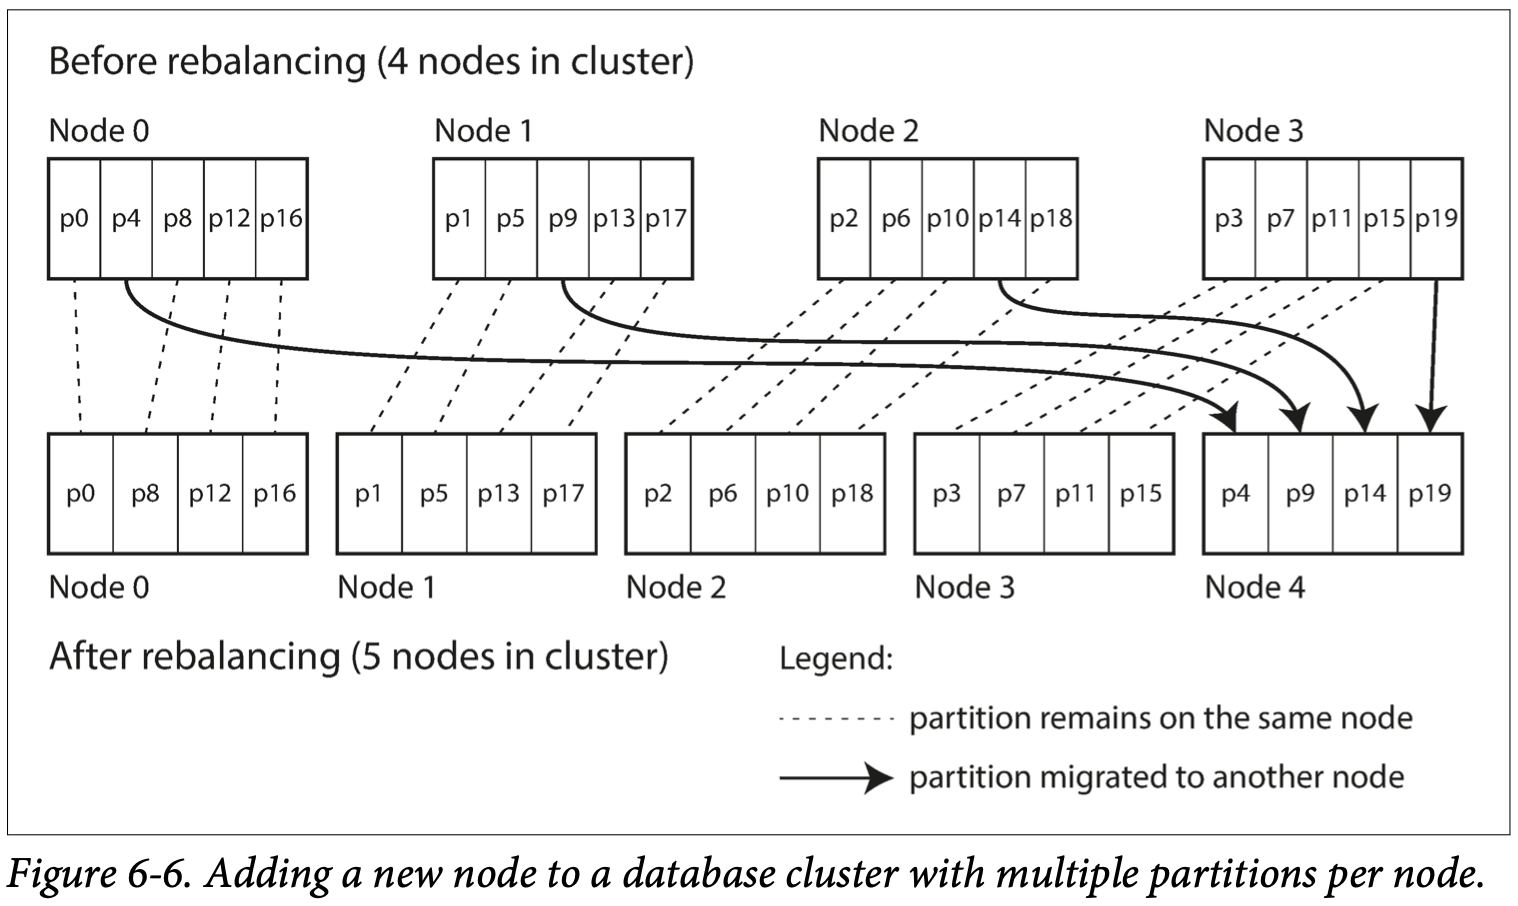 Before rebalancing (4 nodes in cluster)
Node 0 Node 1 Node 2 Node 3
p0 p4 p8 p12 p16 p1 p5 p9 p13 p17 p2 p6 p10 p14 p18 p3 p7 p11 p15 p19
p0 p8 p12 p16 p1 p5 p13 p17 p2 p6 p10 p18 p3 p7 p11 p15 p4 p9 p14 p19
Node 0 Node 1 Node 2 Node 3 Node 4
After rebalancing (5 nodes in cluster)
Legend:
partition remains on the same node
partition migrated to another node
Figure 6-6. Adding a new node to a database cluster with multiple partitions per node.